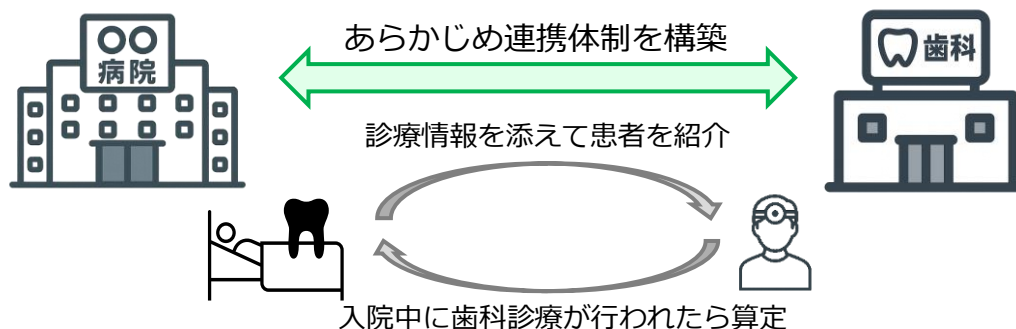 ○○
病院
あらかじめ連携体制を構築
歯科
診療情報を添えて患者を紹介
入院中に歯科診療が行われたら算定